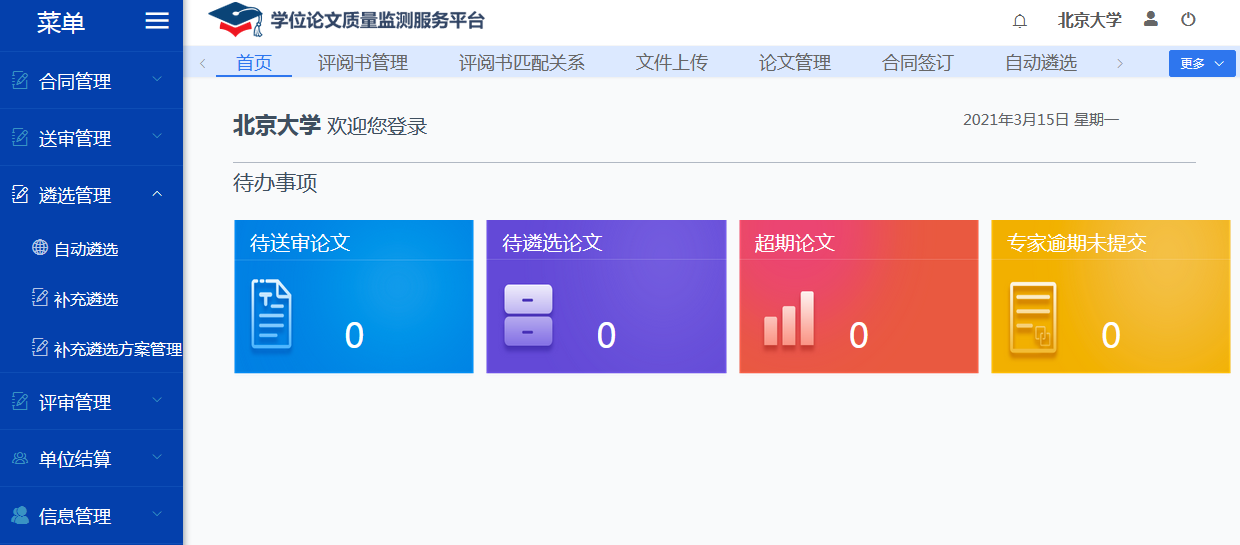 菜单
学位论文质量监测服务平台
北京大学
首页 评阅书管理 评阅书匹配关系 文件上传 论文管理 合同签订 自动遴选 更多
合同管理
送审管理
遴选管理
自动遴选
补充遴选
补充遴选方案管理
评审管理
单位结算
信息管理
北京大学 欢迎您登录
2021年3月15日 星期一
待办事项
待送审论文
0
待遴选论文
0
超期论文
0
专家逾期未提交
0